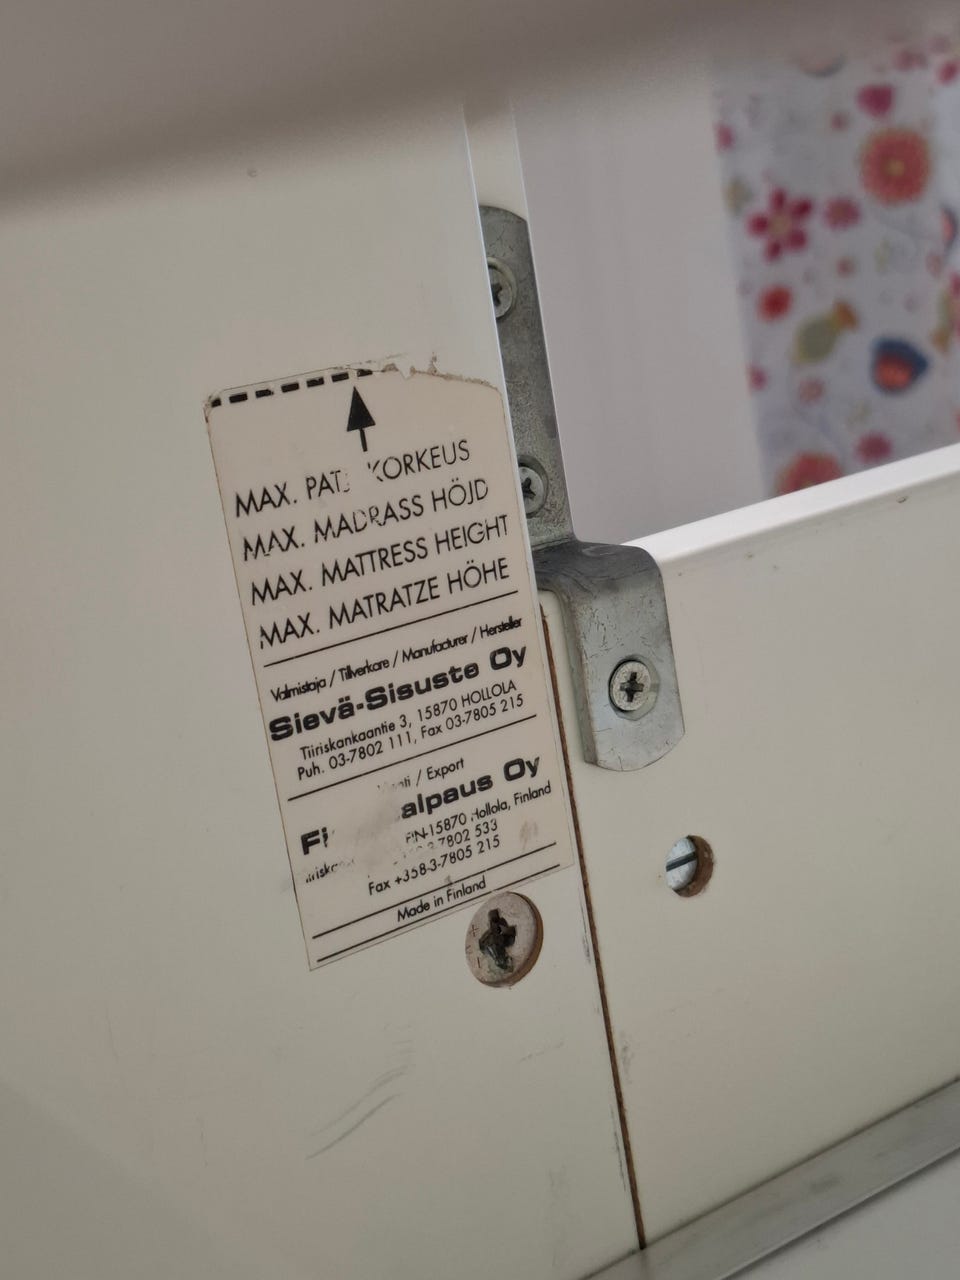 MAX. KORKEUS
MAX. MADRASS HÖJD
MAX. MATTRESS HEIGHT
MAX. MATRATZE HÖHE
Valmistaja / Tillverkare / Manufacturer / Hersteller
Sievä-Sisuste Oy
Tiiriskankaantie 3, 15870 HOLLOLA
Puh. 03-7802 111, Fax 03-7805 215
/ Export
Oy
FIN-15870 Hollola, Finland
7802 533
Fax +358-3-7805 215
Made in Finland